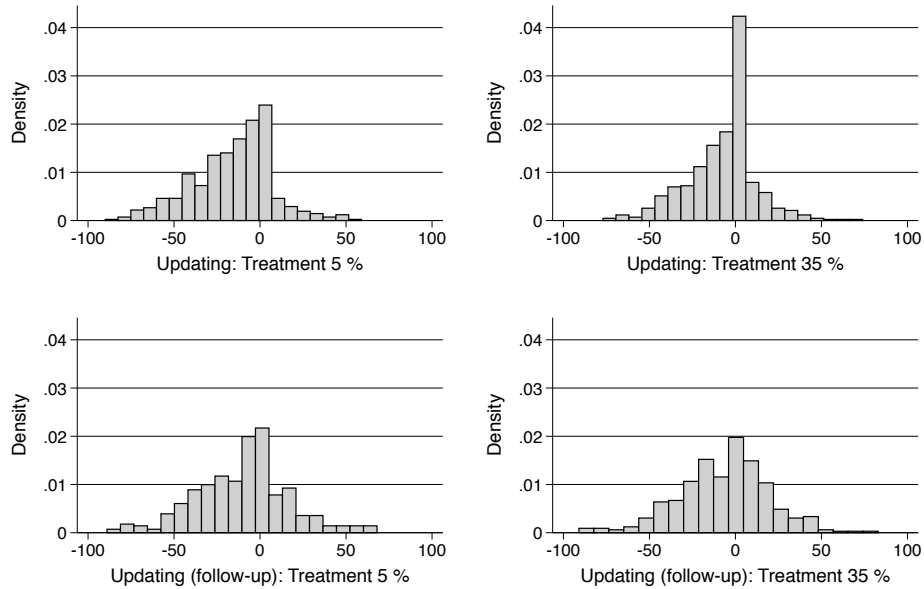 .04
.03
.02
.01
0
Density
-100 -50 0 50 100
Updating: Treatment 5 %
.04
.03
.02
.01
0
Density
-100 -50 0 50 100
Updating: Treatment 35 %
.04
.03
.02
.01
0
Density
-100 -50 0 50 100
Updating (follow-up): Treatment 5 %
.04
.03
.02
.01
0
Density
-100 -50 0 50 100
Updating (follow-up): Treatment 35 %